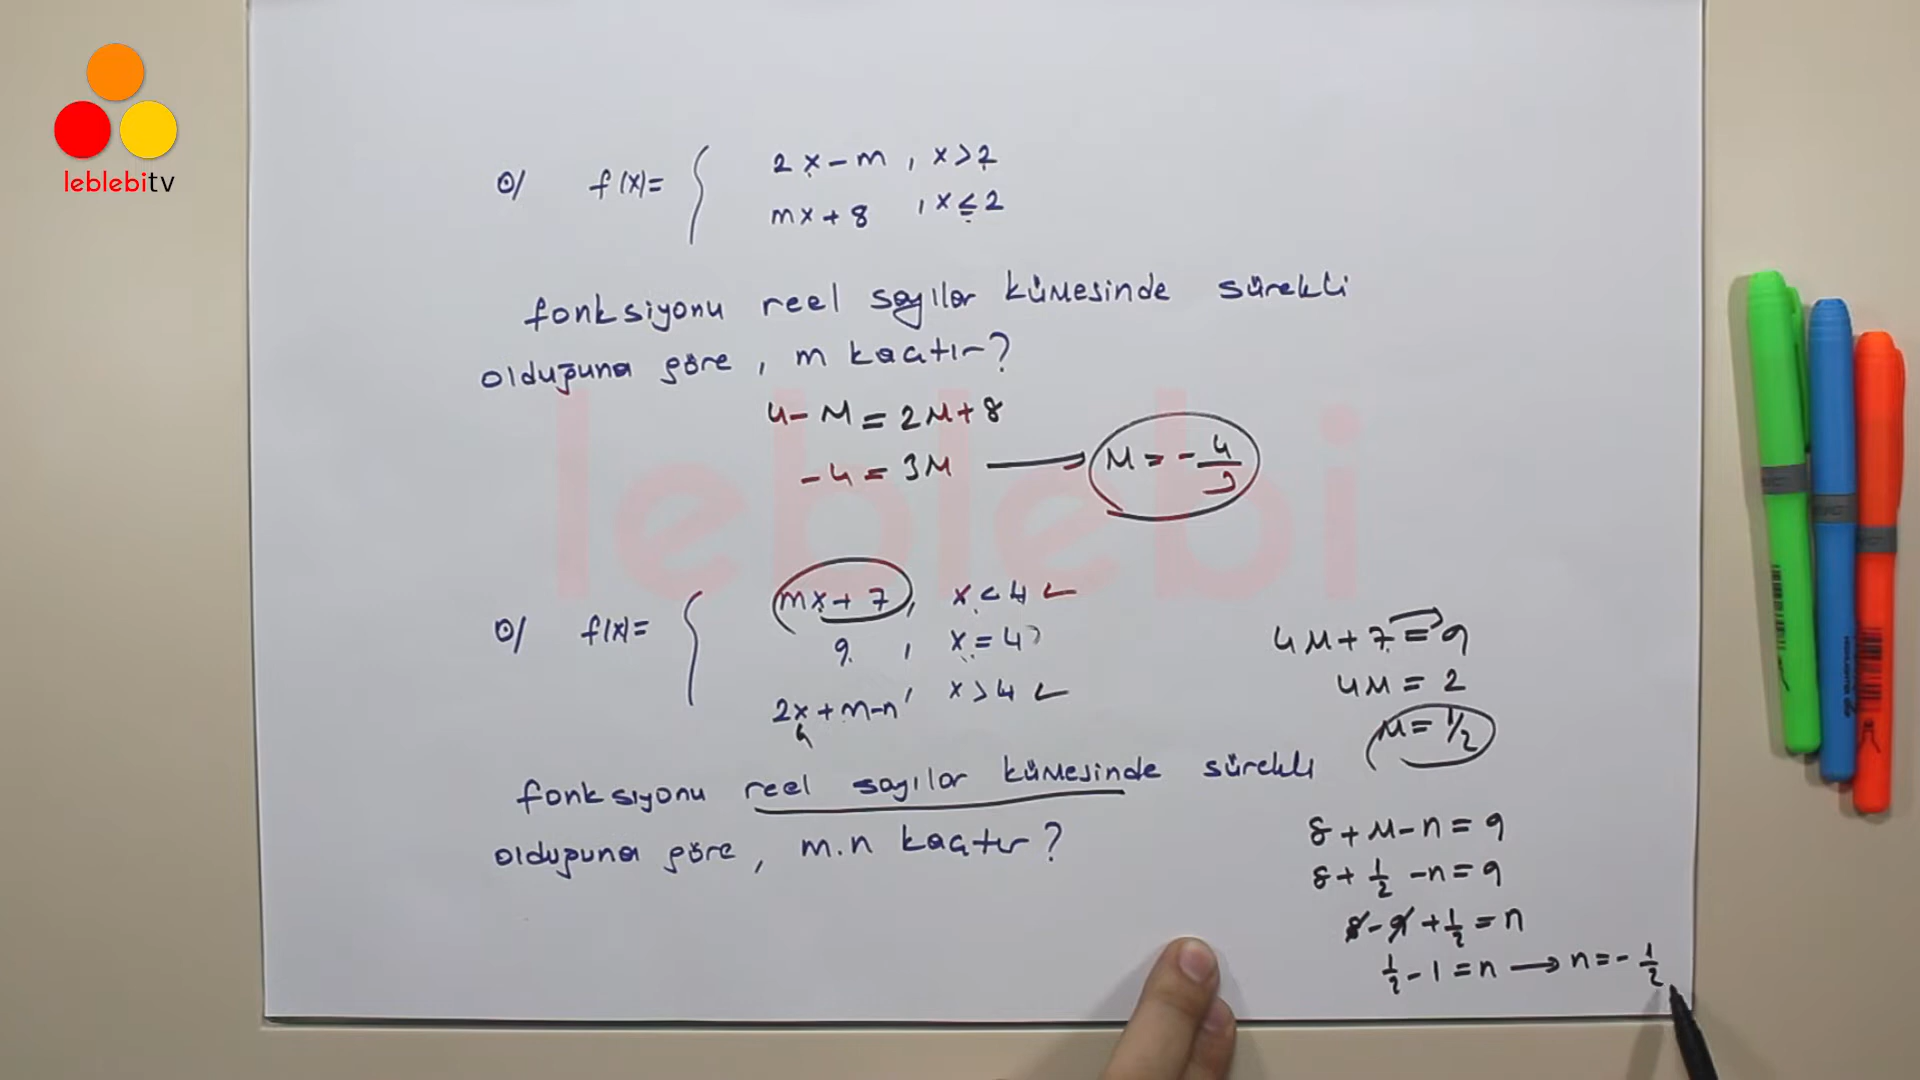 leblebitv
0/ f(x)= { 2x-m , x>2
mx+8 , x≤2
fonksiyonu reel sayılar kümesinde sürekli
olduğuna göre, m kaçtır?
4-M=2M+8
-4=3M → M=-4/3
leblebi
0/ f(x)= { mx+7, x<4
9 , x=4
2x+m-n, x>4
4
fonksiyonu reel sayılar kümesinde sürekli
olduğuna göre, m.n kaçtır?
4M+7=9
4M=2
M=1/2
8+M-n=9
8+1/2-n=9
8-9+1/2=n
1/2-1=n → n=-1/2